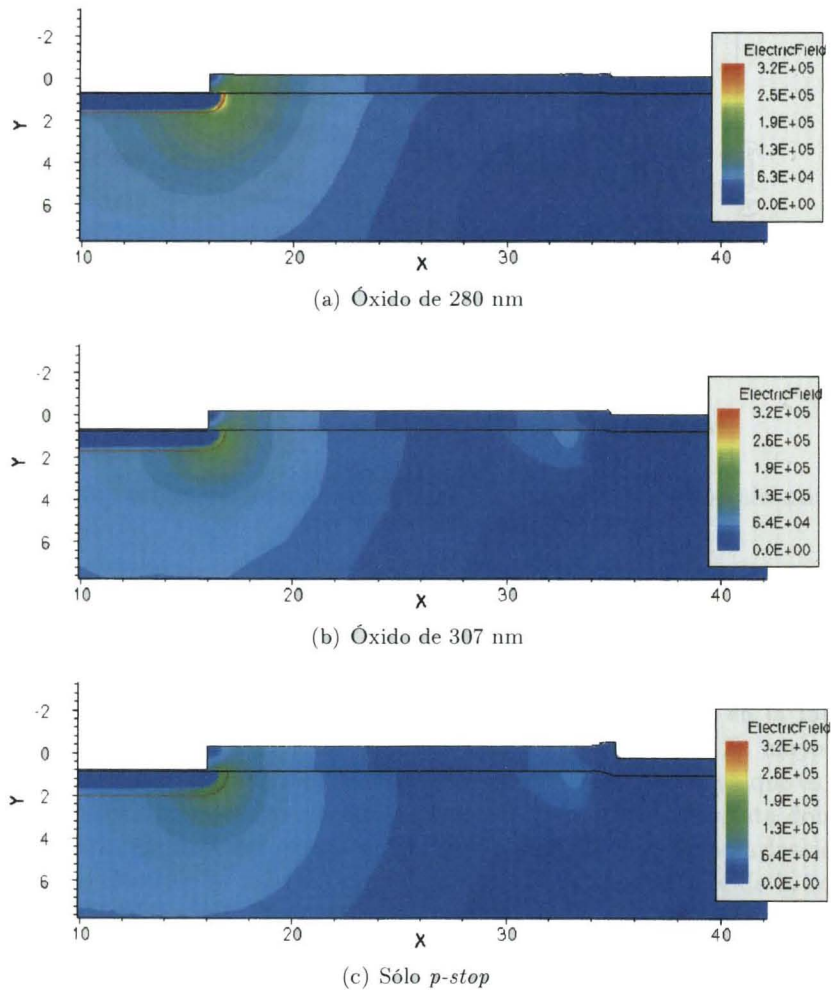 ElectricField
3.2E+05
2.5E+05
1.9E+05
1.3E+05
6.3E+04
0.0E+00
-2
0
2
4
6
Y
10
20
30
40
X
(a) Óxido de 280 nm
ElectricField
3.2E+05
2.6E+05
1.9E+05
1.3E+05
6.4E+04
0.0E+00
-2
0
2
4
6
Y
10
20
30
40
X
(b) Óxido de 307 nm
ElectricField
3.2E+05
2.6E+05
1.9E+05
1.3E+05
6.4E+04
0.0E+00
-2
0
2
4
6
Y
10
20
30
40
X
(c) Sólo p-stop